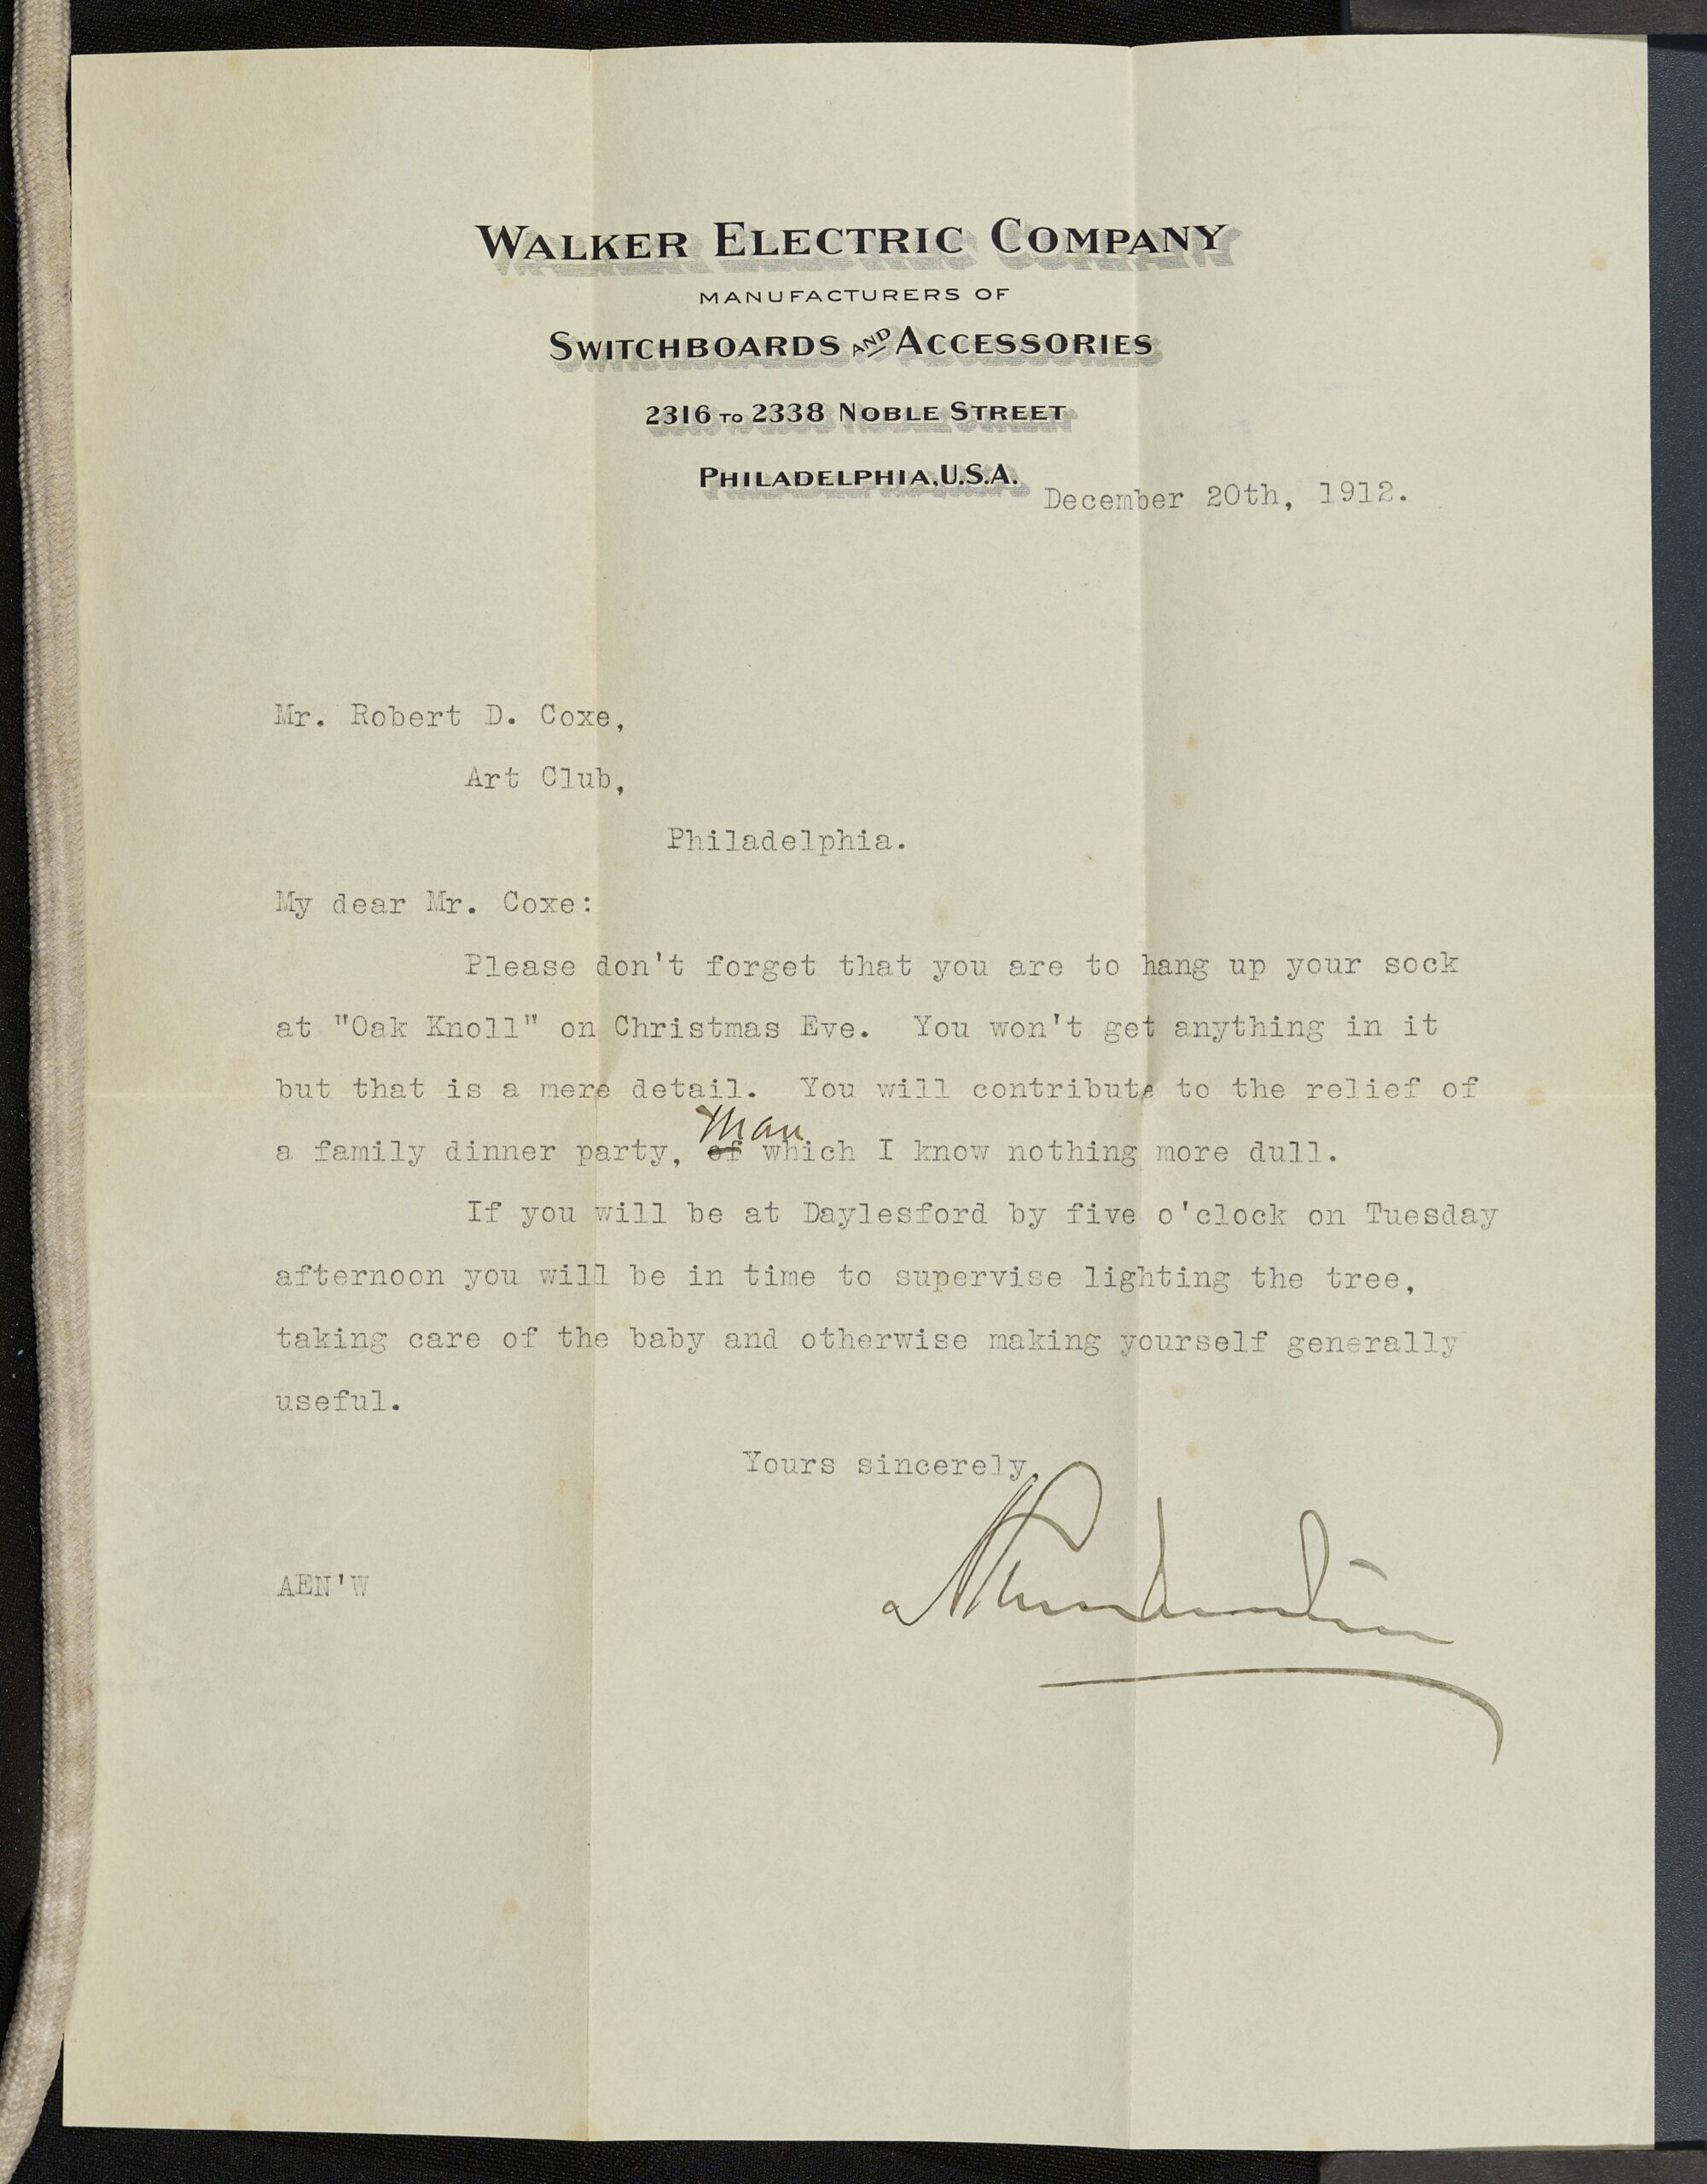 WALKER ELECTRIC COMPANY
MANUFACTURERS OF
SWITCHBOARDS AND ACCESSORIES
2316 TO 2338 NOBLE STREET
PHILADELPHIA, U.S.A.
December 20th, 1912.
Mr. Robert D. Coxe,
Art Club,
Philadelphia.
My dear Mr. Coxe:
Please don't forget that you are to hang up your sock
at "Oak Knoll" on Christmas Eve. You won't get anything in it
but that is a mere detail. You will contribute to the relief of
than
a family dinner party, of which I know nothing more dull.
If you will be at Daylesford by five o'clock on Tuesday
afternoon you will be in time to supervise lighting the tree,
taking care of the baby and otherwise making yourself generally
useful.
Yours sincerely,
AEN'W